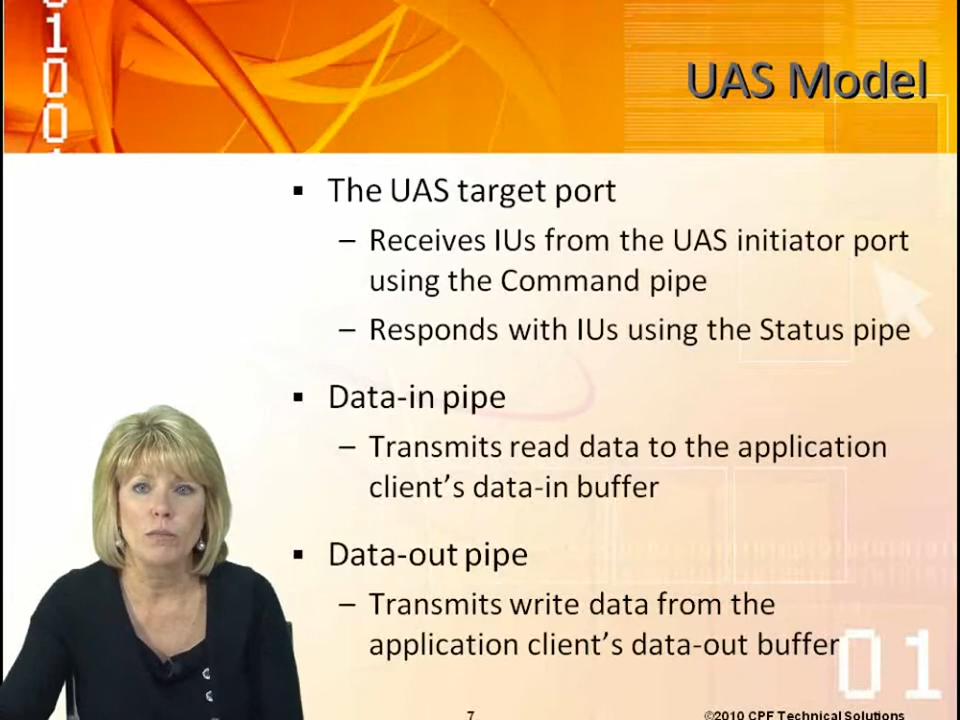 0100
UAS Model
▪ The UAS target port
– Receives IUs from the UAS initiator port
using the Command pipe
– Responds with IUs using the Status pipe
▪ Data-in pipe
– Transmits read data to the application
client’s data-in buffer
▪ Data-out pipe
– Transmits write data from the
application client’s data-out buffer
01
7
©2010 CPF Technical Solutions